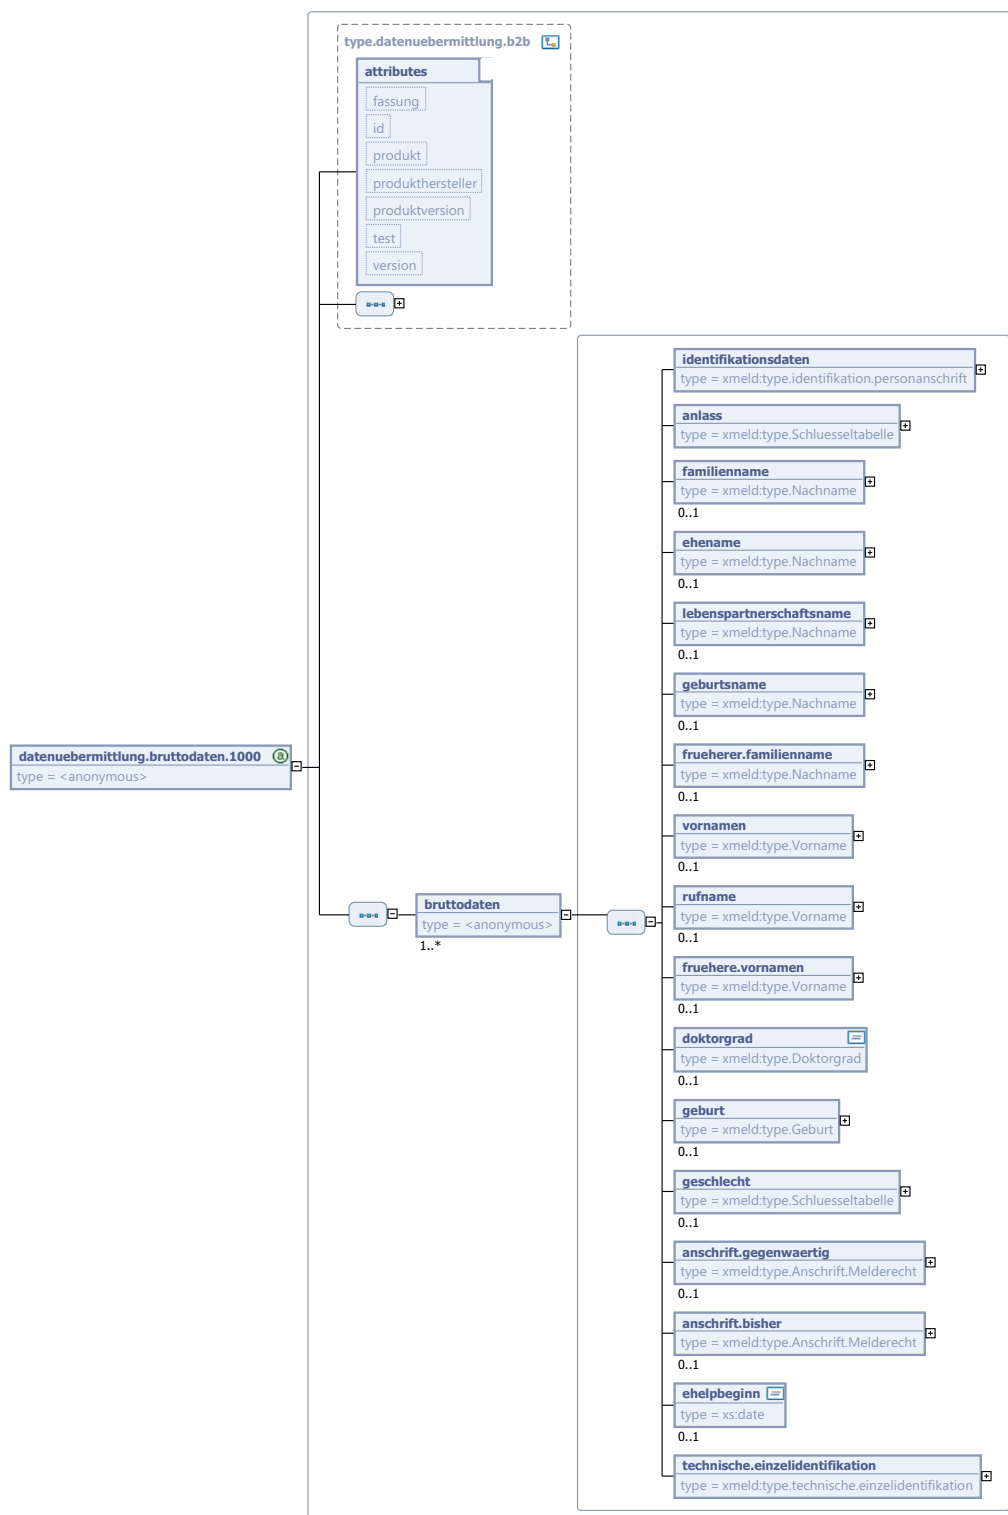 type.datenuebermittlung.b2b
attributes
fassung
id
produkt
produkthersteller
produktversion
test
version
identifikationsdaten
type = xmeld:type.identifikation.personanschrift
anlass
type = xmeld:type.Schluesseltabelle
familienname
type = xmeld:type.Nachname
0..1
ehename
type = xmeld:type.Nachname
0..1
lebenspartnerschaftsname
type = xmeld:type.Nachname
0..1
geburtsname
type = xmeld:type.Nachname
0..1
frueherer.familienname
type = xmeld:type.Nachname
0..1
datenuebermittlung.bruttodaten.1000
a
type = <anonymous>
vornamen
type = xmeld:type.Vorname
0..1
bruttodaten
type = <anonymous>
1..*
rufname
type = xmeld:type.Vorname
0..1
fruehere.vornamen
type = xmeld:type.Vorname
0..1
doktorgrad
type = xmeld:type.Doktorgrad
0..1
geburt
type = xmeld:type.Geburt
0..1
geschlecht
type = xmeld:type.Schluesseltabelle
0..1
anschrift.gegenwaertig
type = xmeld:type.Anschrift.Melderecht
0..1
anschrift.bisher
type = xmeld:type.Anschrift.Melderecht
0..1
ehelpbeginn
type = xs:date
0..1
technische.einzelidentifikation
type = xmeld:type.technische.einzelidentifikation